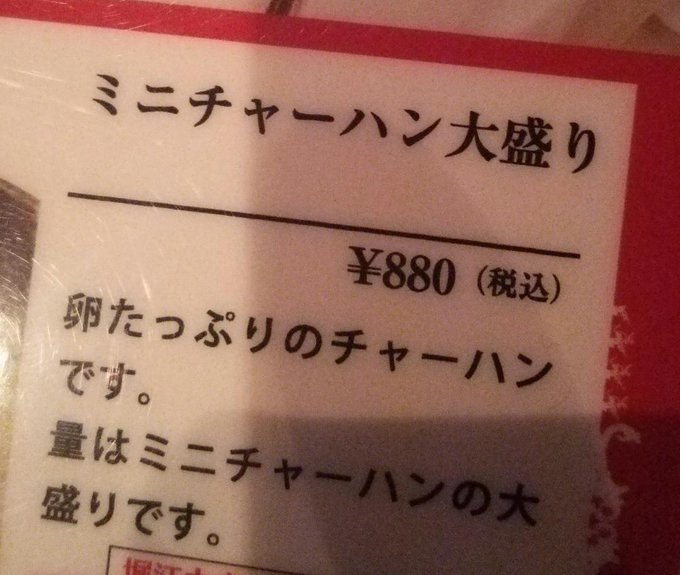 ミニチャーハン大盛り
¥880（税込）
卵たっぷりのチャーハン
です。
量はミニチャーハンの大
盛りです。